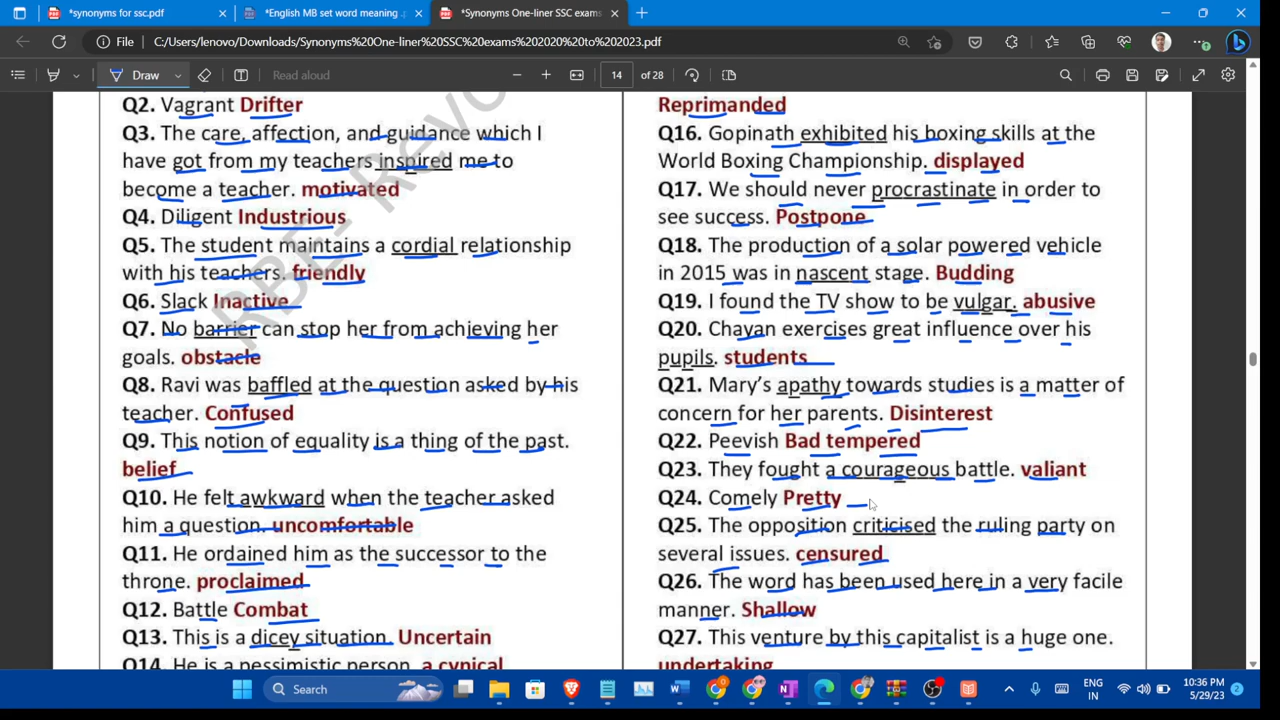 *synonyms for ssc.pdf
*English MB set word meaning .p
*Synonyms One-liner SSC exams
File
C:/Users/lenovo/Downloads/Synonyms%20One-liner%20SSC%20exams%202020%20to%202023.pdf
Draw
Read aloud
14
of 28
Q2. Vagrant Drifter
Q3. The care, affection, and guidance which I
have got from my teachers inspired me to
become a teacher. motivated
Q4. Diligent Industrious
Q5. The student maintains a cordial relationship
with his teachers. friendly
Q6. Slack Inactive
Q7. No barrier can stop her from achieving her
goals. obstacle
Q8. Ravi was baffled at the question asked by his
teacher. Confused
Q9. This notion of equality is a thing of the past.
belief
Q10. He felt awkward when the teacher asked
him a question. uncomfortable
Q11. He ordained him as the successor to the
throne. proclaimed
Q12. Battle Combat
Q13. This is a dicey situation. Uncertain
Q14. He is a pessimistic person. a cynical
Reprimanded
Q16. Gopinath exhibited his boxing skills at the
World Boxing Championship. displayed
Q17. We should never procrastinate in order to
see success. Postpone
Q18. The production of a solar powered vehicle
in 2015 was in nascent stage. Budding
Q19. I found the TV show to be vulgar. abusive
Q20. Chayan exercises great influence over his
pupils. students
Q21. Mary's apathy towards studies is a matter of
concern for her parents. Disinterest
Q22. Peevish Bad tempered
Q23. They fought a courageous battle. valiant
Q24. Comely Pretty
Q25. The opposition criticised the ruling party on
several issues. censured
Q26. The word has been used here in a very facile
manner. Shallow
Q27. This venture by this capitalist is a huge one.
undertaking
RBE- Revo
Search
ENG
IN
10:36 PM
5/29/23
2